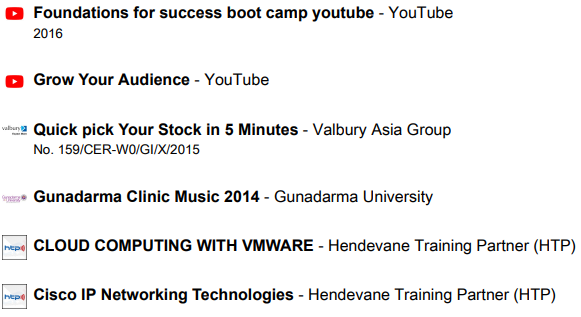 Foundations for success boot camp youtube - YouTube
2016
Grow Your Audience - YouTube
valbury
Quick pick Your Stock in 5 Minutes - Valbury Asia Group
No. 159/CER-W0/GI/X/2015
Gunadarma Clinic Music 2014 - Gunadarma University
htp
CLOUD COMPUTING WITH VMWARE - Hendevane Training Partner (HTP)
htp
Cisco IP Networking Technologies - Hendevane Training Partner (HTP)